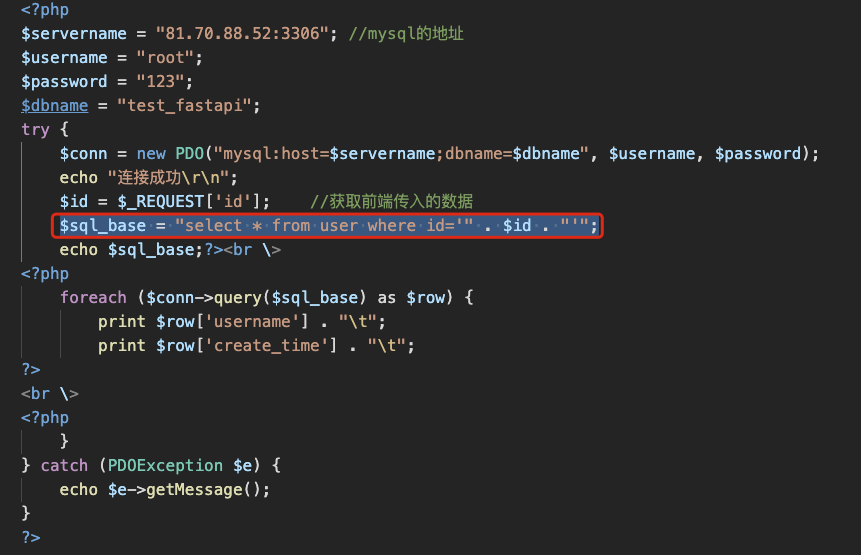 <?php
$servername = "81.70.88.52:3306"; //mysql的地址
$username = "root";
$password = "123";
$dbname = "test_fastapi";
try {
    $conn = new PDO("mysql:host=$servername;dbname=$dbname", $username, $password);
    echo "连接成功\r\n";
    $id = $_REQUEST['id'];    //获取前端传入的数据
    $sql_base = "select * from user where id='" . $id . "'";
    echo $sql_base;?><br \>
<?php
    foreach ($conn->query($sql_base) as $row) {
        print $row['username'] . "\t";
        print $row['create_time'] . "\t";
?>
<br \>
<?php
    }
} catch (PDOException $e) {
    echo $e->getMessage();
}
?>